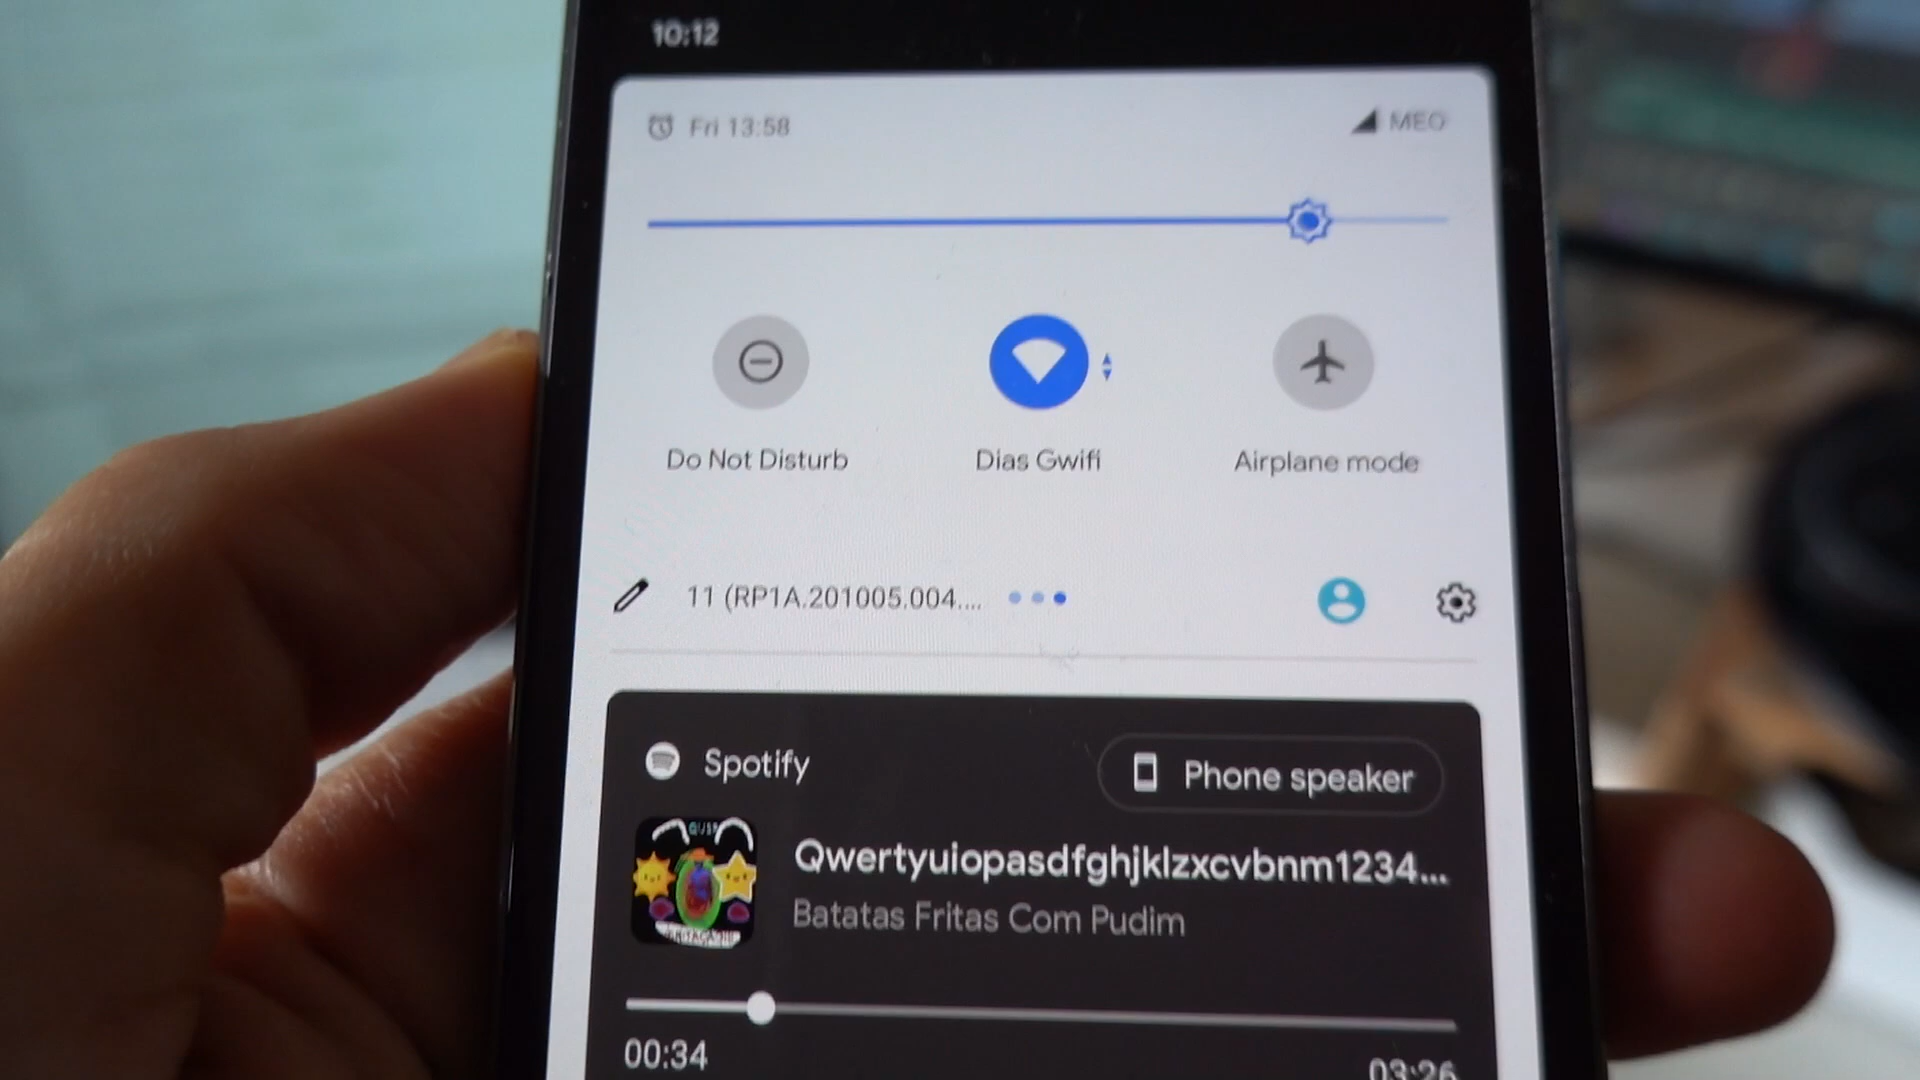 10:12
Fri 13:58
MEO
Do Not Disturb
Dias Gwifi
Airplane mode
11 (RP1A.201005.004....
Spotify
Phone speaker
Qwertyuiopasdfghjklzxcvbnm1234...
Batatas Fritas Com Pudim
00:34
03:26